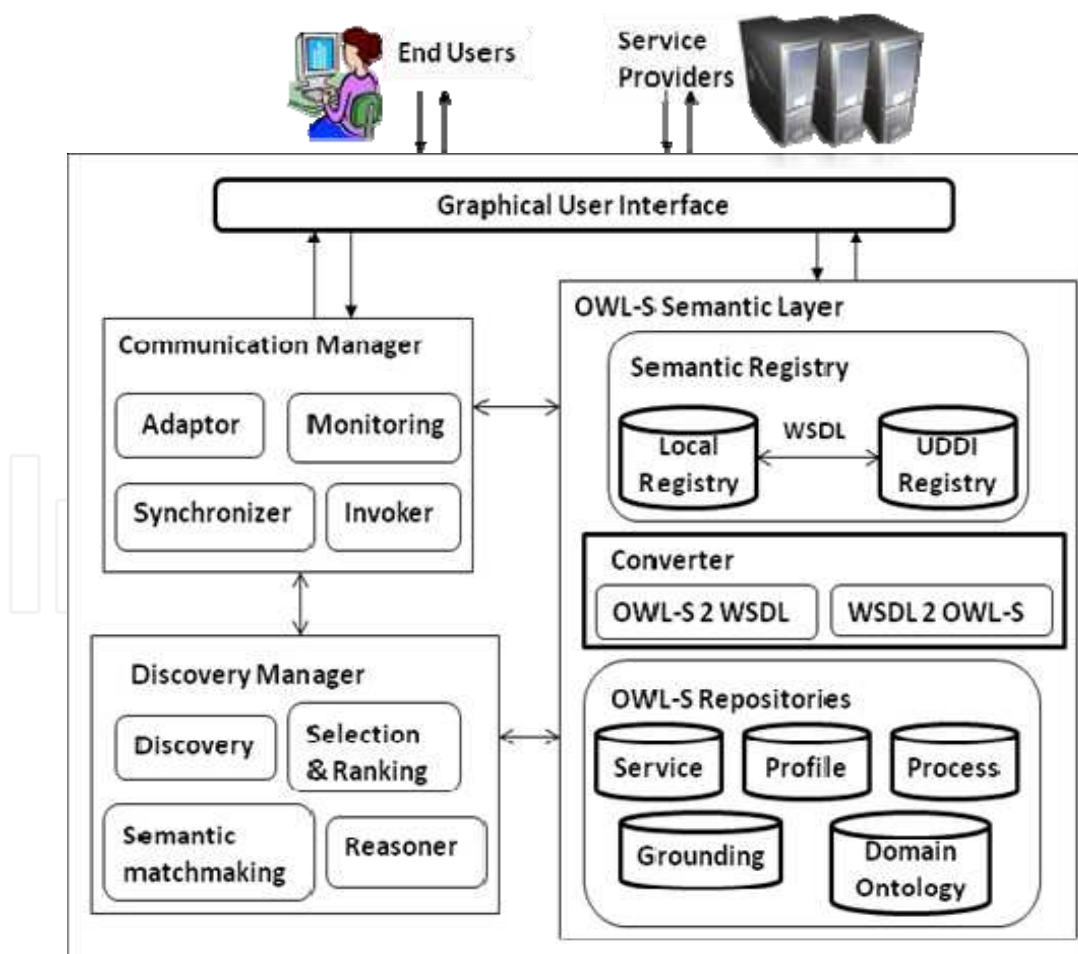 End Users
Service
Providers
Graphical User Interface
Communication Manager
Adaptor
Monitoring
Synchronizer
Invoker
Discovery Manager
Discovery
Selection
& Ranking
Semantic
matchmaking
Reasoner
OWL-S Semantic Layer
Semantic Registry
Local
Registry
WSDL
UDDI
Registry
Converter
OWL-S 2 WSDL
WSDL 2 OWL-S
OWL-S Repositories
Service
Profile
Process
Grounding
Domain
Ontology